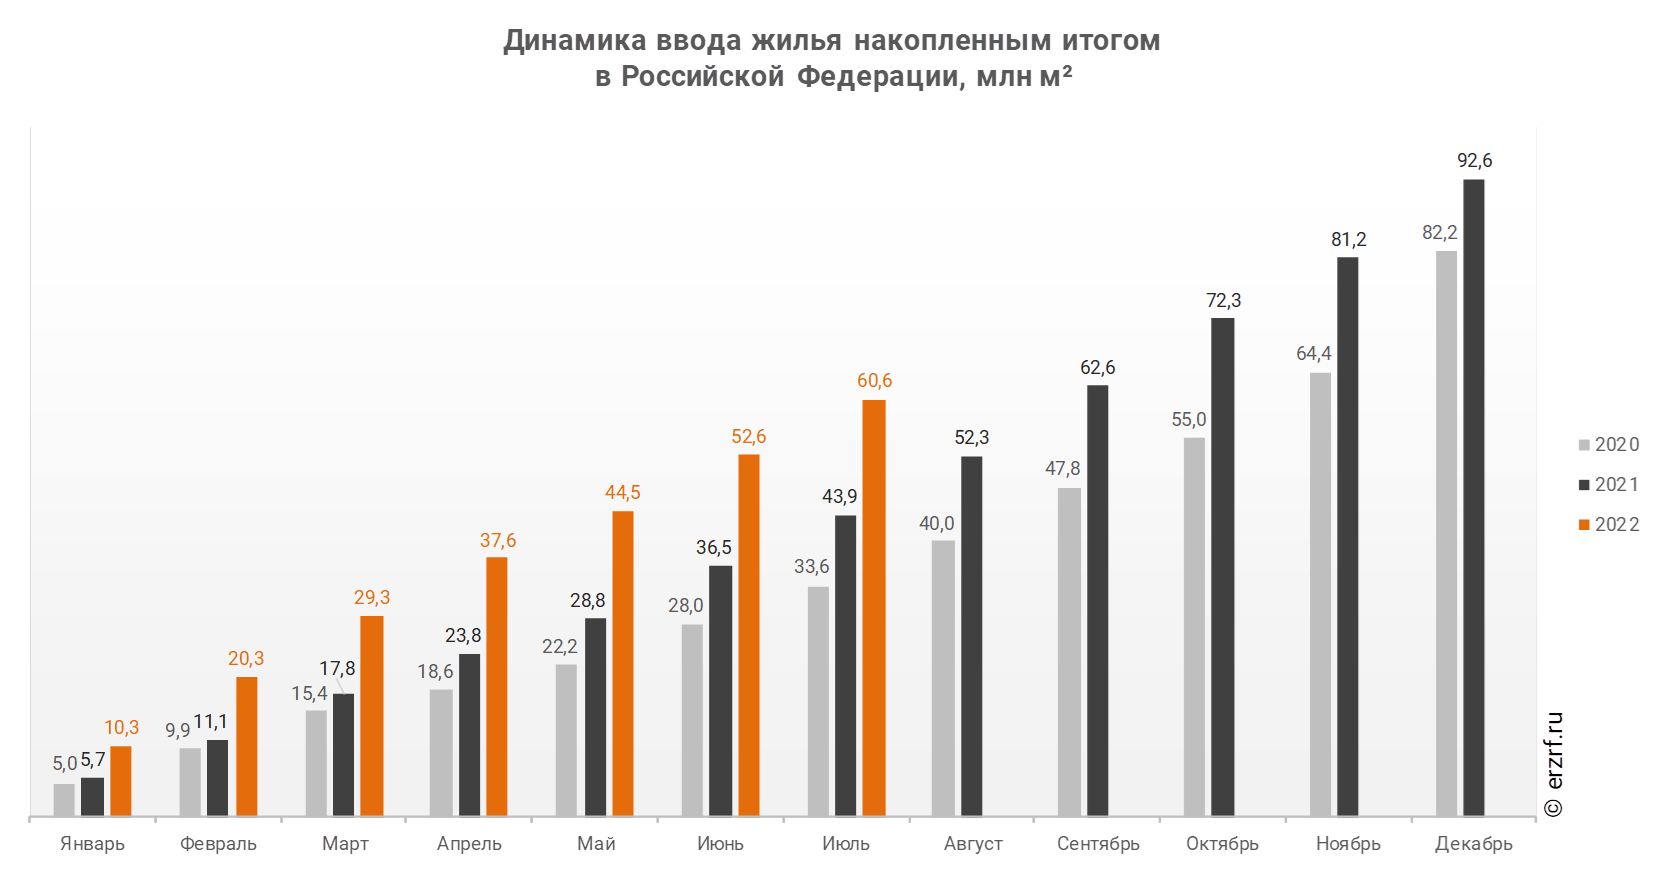 Динамика ввода жилья накопленным итогом
в Российской Федерации, млн м²
5,0 5,7 10,3
9,9 11,1 20,3
15,4 17,8 29,3
18,6 23,8 37,6
22,2 28,8 44,5
28,0 36,5 52,6
33,6 43,9 60,6
40,0 52,3
47,8 62,6
55,0 72,3
64,4 81,2
82,2 92,6
Январь Февраль Март Апрель Май Июнь Июль Август Сентябрь Октябрь Ноябрь Декабрь
2020
2021
2022
© erzrf.ru